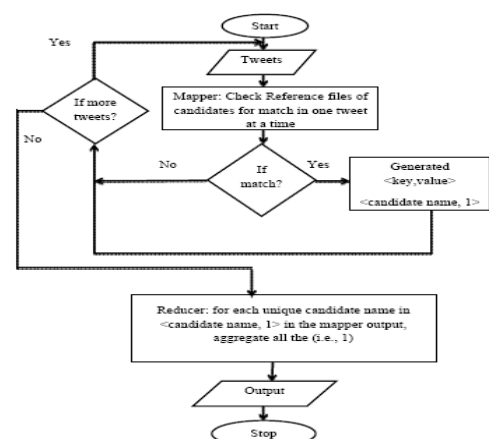 Start
Yes
Tweets
If more
tweets?
Mapper: Check Reference files of
candidates for match in one tweet
at a time
No
No
If
match?
Yes
Generated
<key,value>
<candidate name, 1>
Reducer: for each unique candidate name in
<candidate name, 1> in the mapper output,
aggregate all the (i.e., 1)
Output
Stop